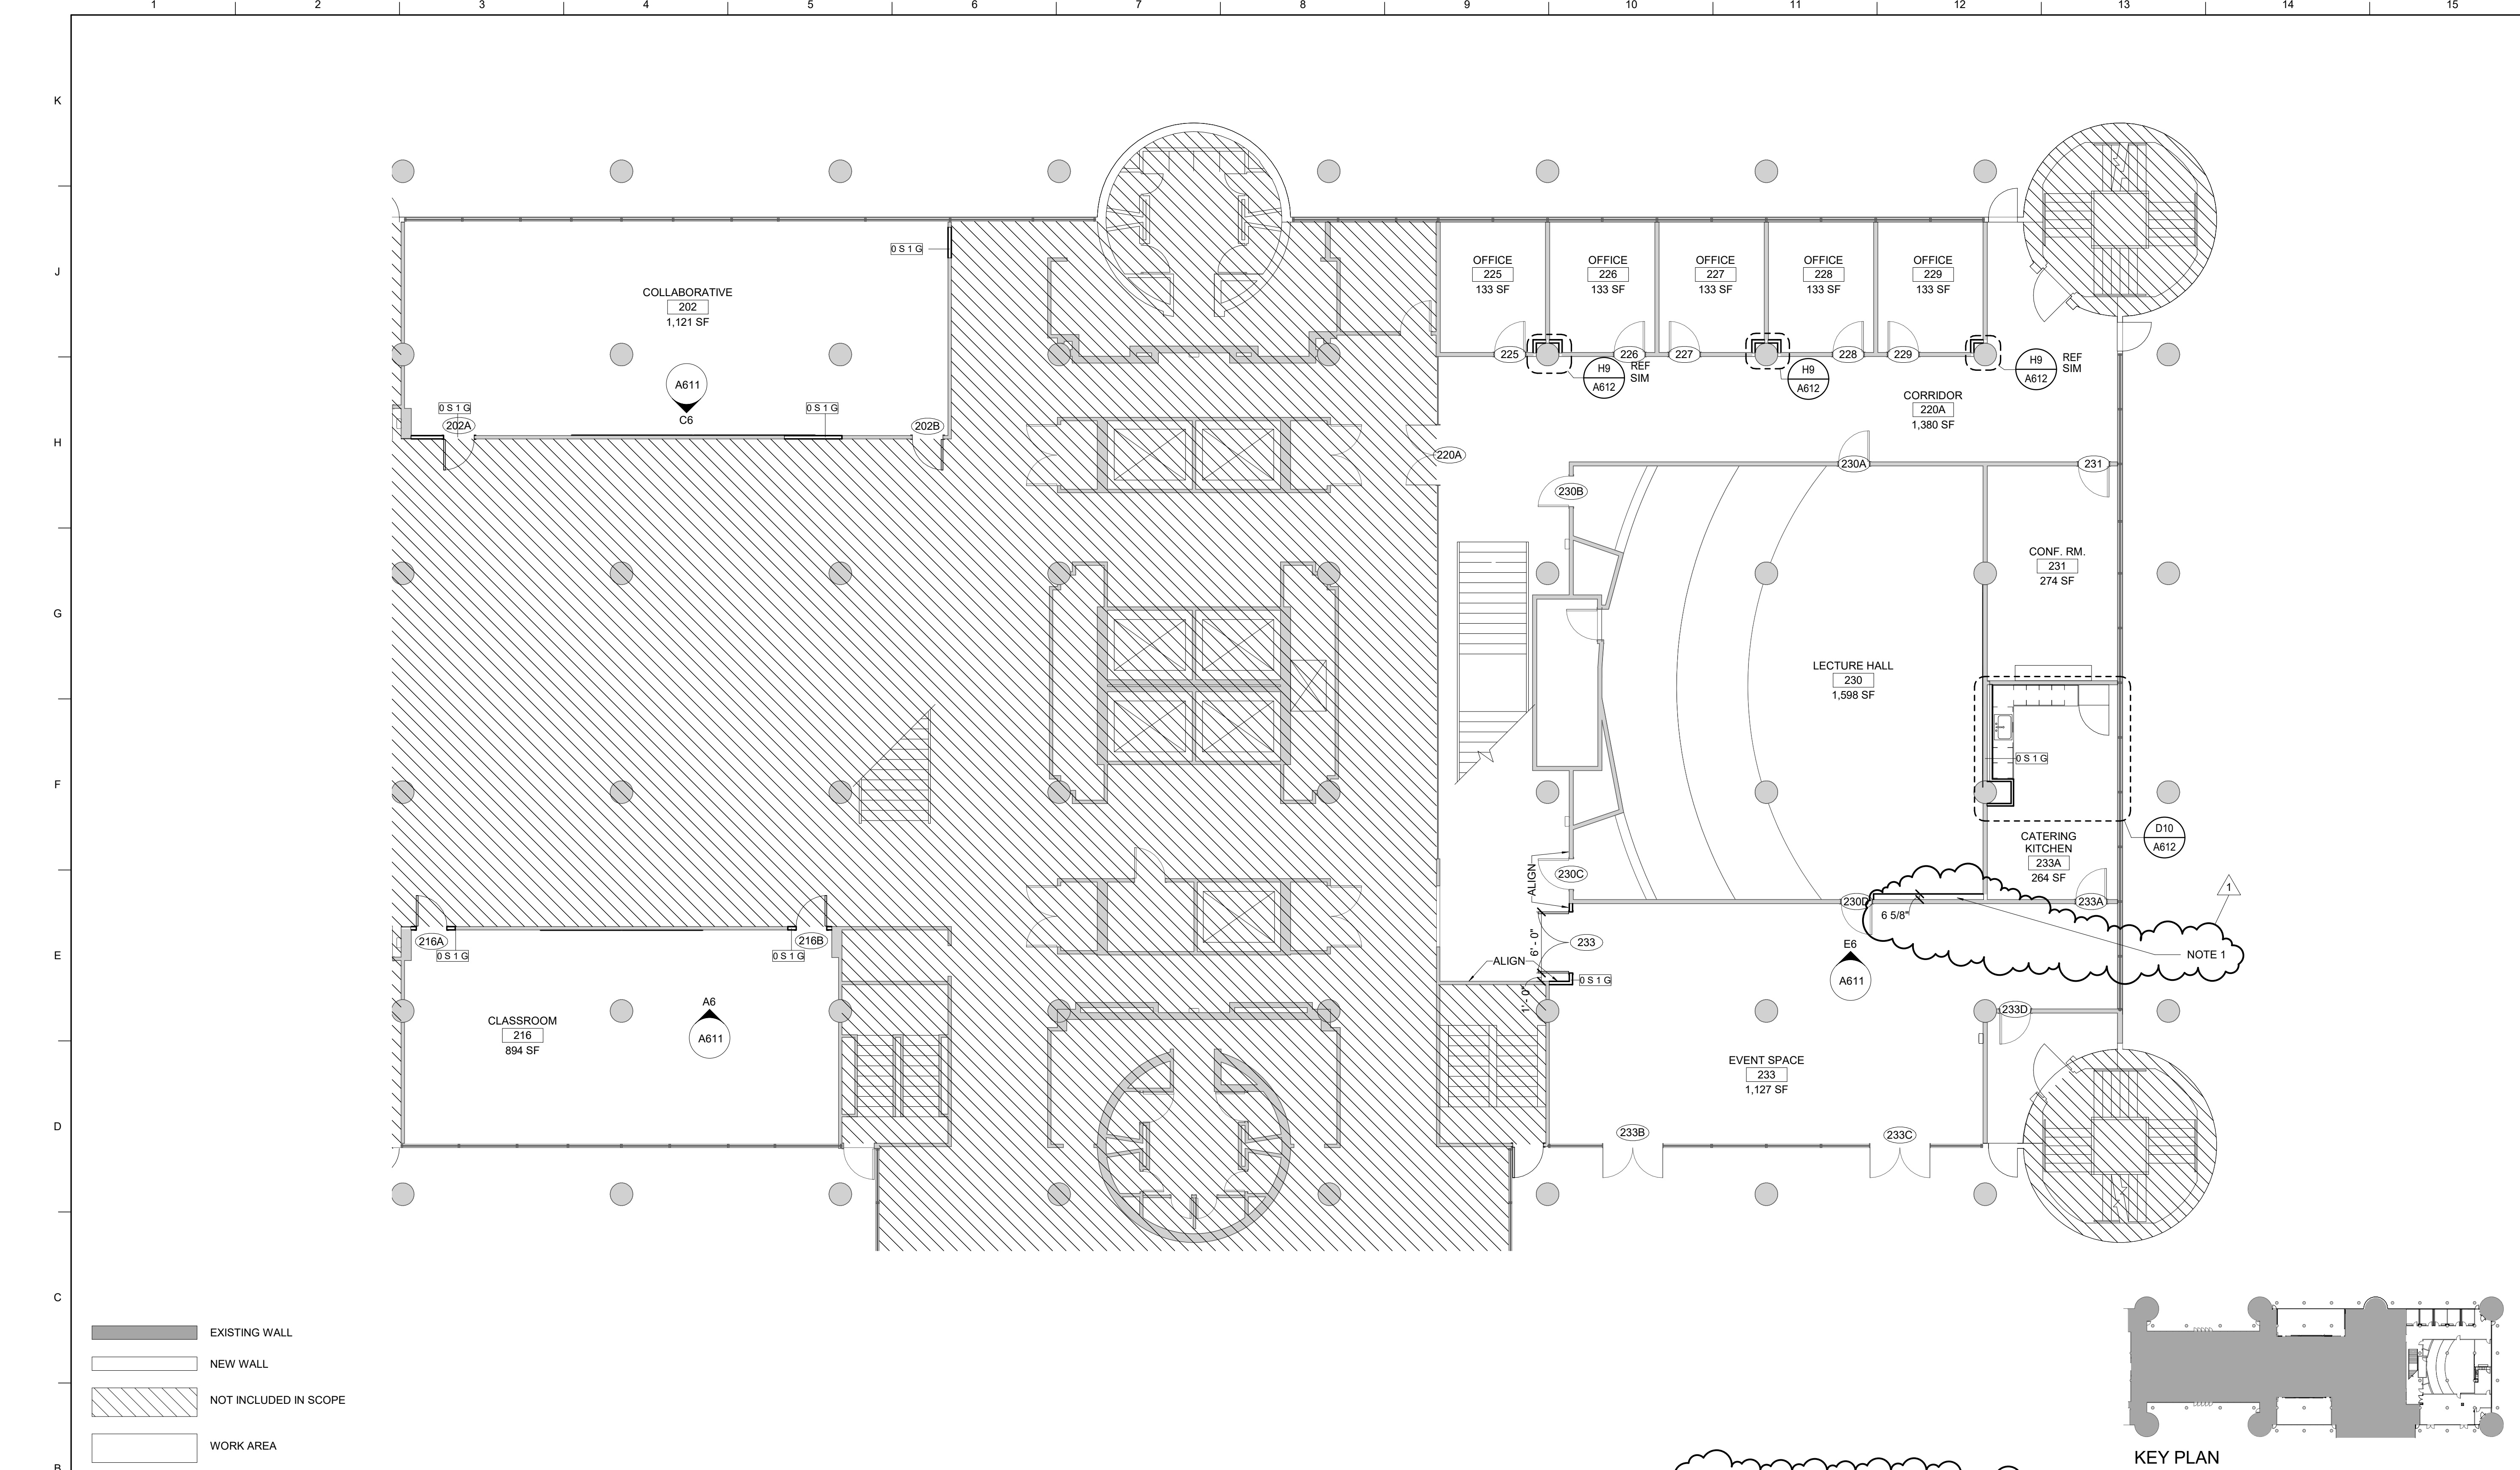 1 2 3 4 5 6 7 8 9 10 11 12 13 14 15
K
J
H
G
F
E
D
C
B
0 S 1 G
COLLABORATIVE
202
1,121 SF
A611
C6
0 S 1 G
202A
0 S 1 G
202B
OFFICE
225
133 SF
OFFICE
226
133 SF
OFFICE
227
133 SF
OFFICE
228
133 SF
OFFICE
229
133 SF
225
226
227
228
229
H9
A612
REF
SIM
H9
A612
H9
A612
REF
SIM
CORRIDOR
220A
1,380 SF
220A
230A
231
230B
CONF. RM.
231
274 SF
LECTURE HALL
230
1,598 SF
0 S 1 G
D10
A612
CATERING
KITCHEN
233A
264 SF
ALIGN
230C
230D
233A
1
6 5/8"
NOTE 1
216A
0 S 1 G
216B
0 S 1 G
233
6' - 0"
ALIGN
0 S 1 G
1' - 0"
E6
A611
A6
A611
CLASSROOM
216
894 SF
233D
EVENT SPACE
233
1,127 SF
233B
233C
EXISTING WALL
NEW WALL
NOT INCLUDED IN SCOPE
WORK AREA
KEY PLAN